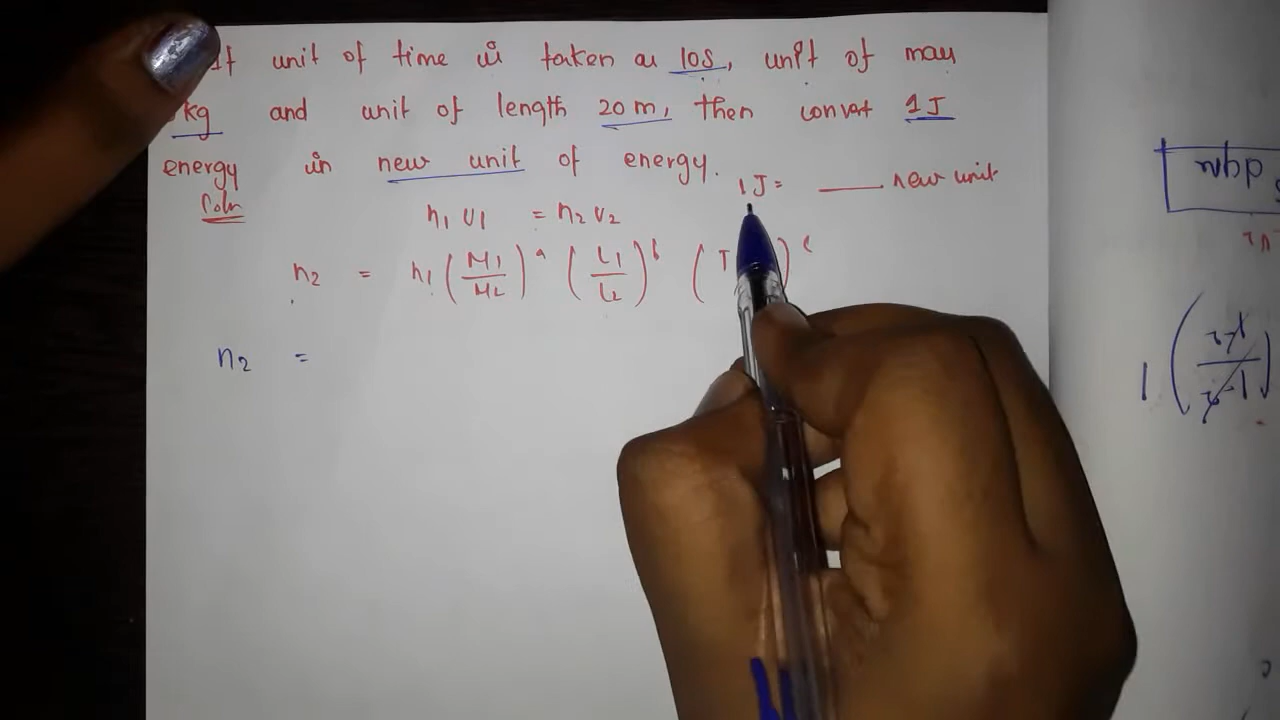 If unit of time is taken as 10s, unit of mass
kg and unit of length 20 m, then convert 1J
energy in new unit of energy.
1J = ___ new unit
Soln
n1 u1 = n2 u2
n2 = n1 (M1/M2)^a (L1/L2)^b (T )^c
n2 =